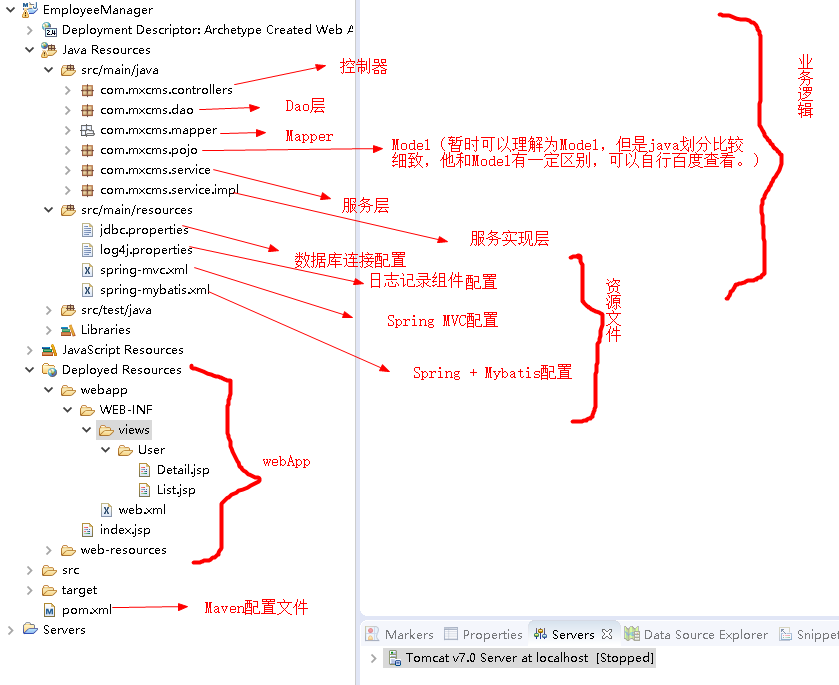 EmployeeManager
Deployment Descriptor: Archetype Created Web A
Java Resources
src/main/java
com.mxcms.controllers
控制器
com.mxcms.dao
Dao层
com.mxcms.mapper
Mapper
com.mxcms.pojo
Model（暂时可以理解为Model，但是java划分比较
细致，他和Model有一定区别，可以自行百度查看。）
com.mxcms.service
服务层
com.mxcms.service.impl
服务实现层
业务逻辑
src/main/resources
jdbc.properties
数据库连接配置
log4j.properties
日志记录组件配置
spring-mvc.xml
Spring MVC配置
spring-mybatis.xml
Spring + Mybatis配置
资源文件
src/test/java
Libraries
JavaScript Resources
Deployed Resources
webapp
WEB-INF
views
User
Detail.jsp
List.jsp
web.xml
index.jsp
web-resources
webApp
src
target
pom.xml
Maven配置文件
Servers
Markers
Properties
Servers
Data Source Explorer
Snippet
Tomcat v7.0 Server at localhost [Stopped]